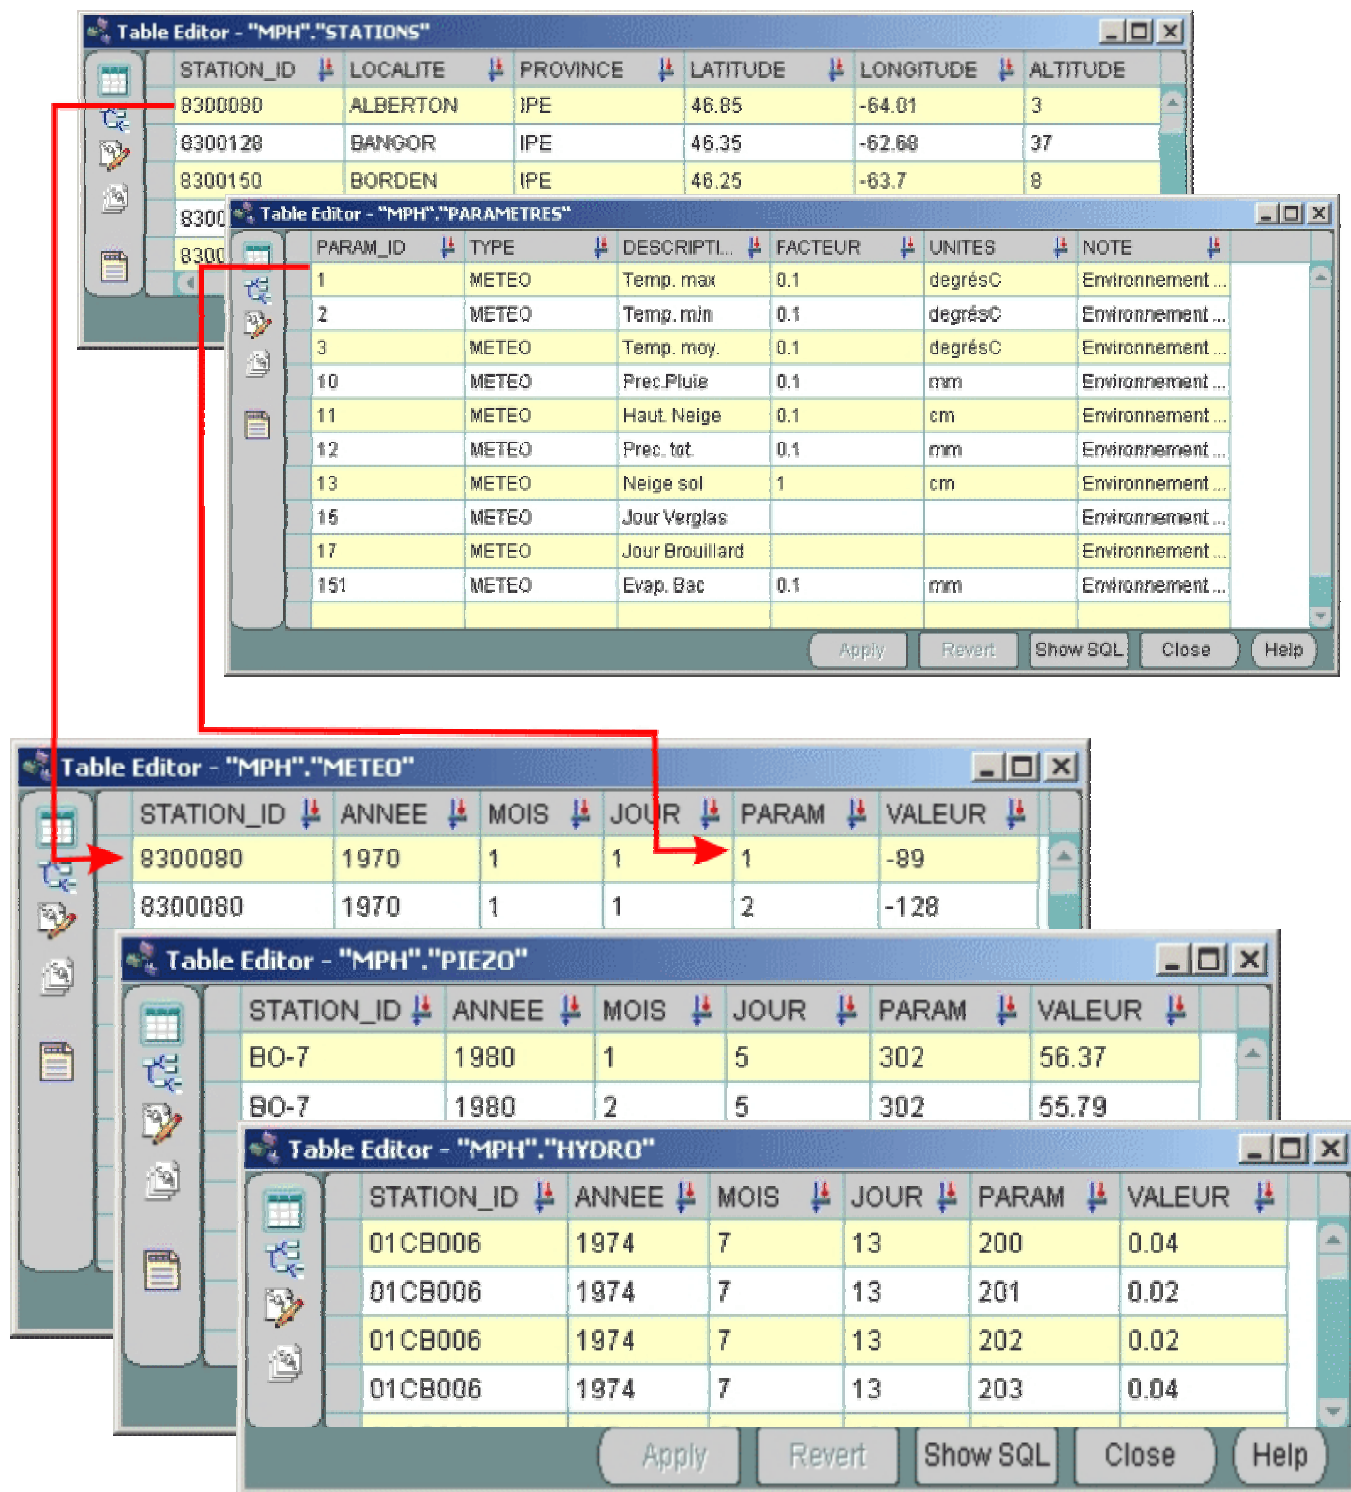 Table Editor - "MPH"."STATIONS"
STATION_ID LOCALITE PROVINCE LATITUDE LONGITUDE ALTITUDE
8300080 ALBERTON IPE 46.85 -64.01 3
8300128 BANGOR IPE 46.35 -62.68 37
8300150 BORDEN IPE 46.25 -63.7 8
8300
8300
Table Editor - "MPH"."PARAMETRES"
PARAM_ID TYPE DESCRIPTI... FACTEUR UNITES NOTE
1 METEO Temp. max 0.1 degrésC Environnement ...
2 METEO Temp. min 0.1 degrésC Environnement ...
3 METEO Temp. moy. 0.1 degrésC Environnement ...
10 METEO Prec.Pluie 0.1 mm Environnement ...
11 METEO Haut. Neige 0.1 cm Environnement ...
12 METEO Prec. tot. 0.1 mm Environnement ...
13 METEO Neige sol 1 cm Environnement ...
15 METEO Jour Verglas Environnement ...
17 METEO Jour Brouillard Environnement ...
151 METEO Evap. Bac 0.1 mm Environnement ...
Apply Revert Show SQL Close Help
Table Editor - "MPH"."METEO"
STATION_ID ANNEE MOIS JOUR PARAM VALEUR
8300080 1970 1 1 1 -89
8300080 1970 1 1 2 -128
Table Editor - "MPH"."PIEZO"
STATION_ID ANNEE MOIS JOUR PARAM VALEUR
BO-7 1980 1 5 302 56.37
BO-7 1980 2 5 302 55.79
Table Editor - "MPH"."HYDRO"
STATION_ID ANNEE MOIS JOUR PARAM VALEUR
01CB006 1974 7 13 200 0.04
01CB006 1974 7 13 201 0.02
01CB006 1974 7 13 202 0.02
01CB006 1974 7 13 203 0.04
Apply Revert Show SQL Close Help